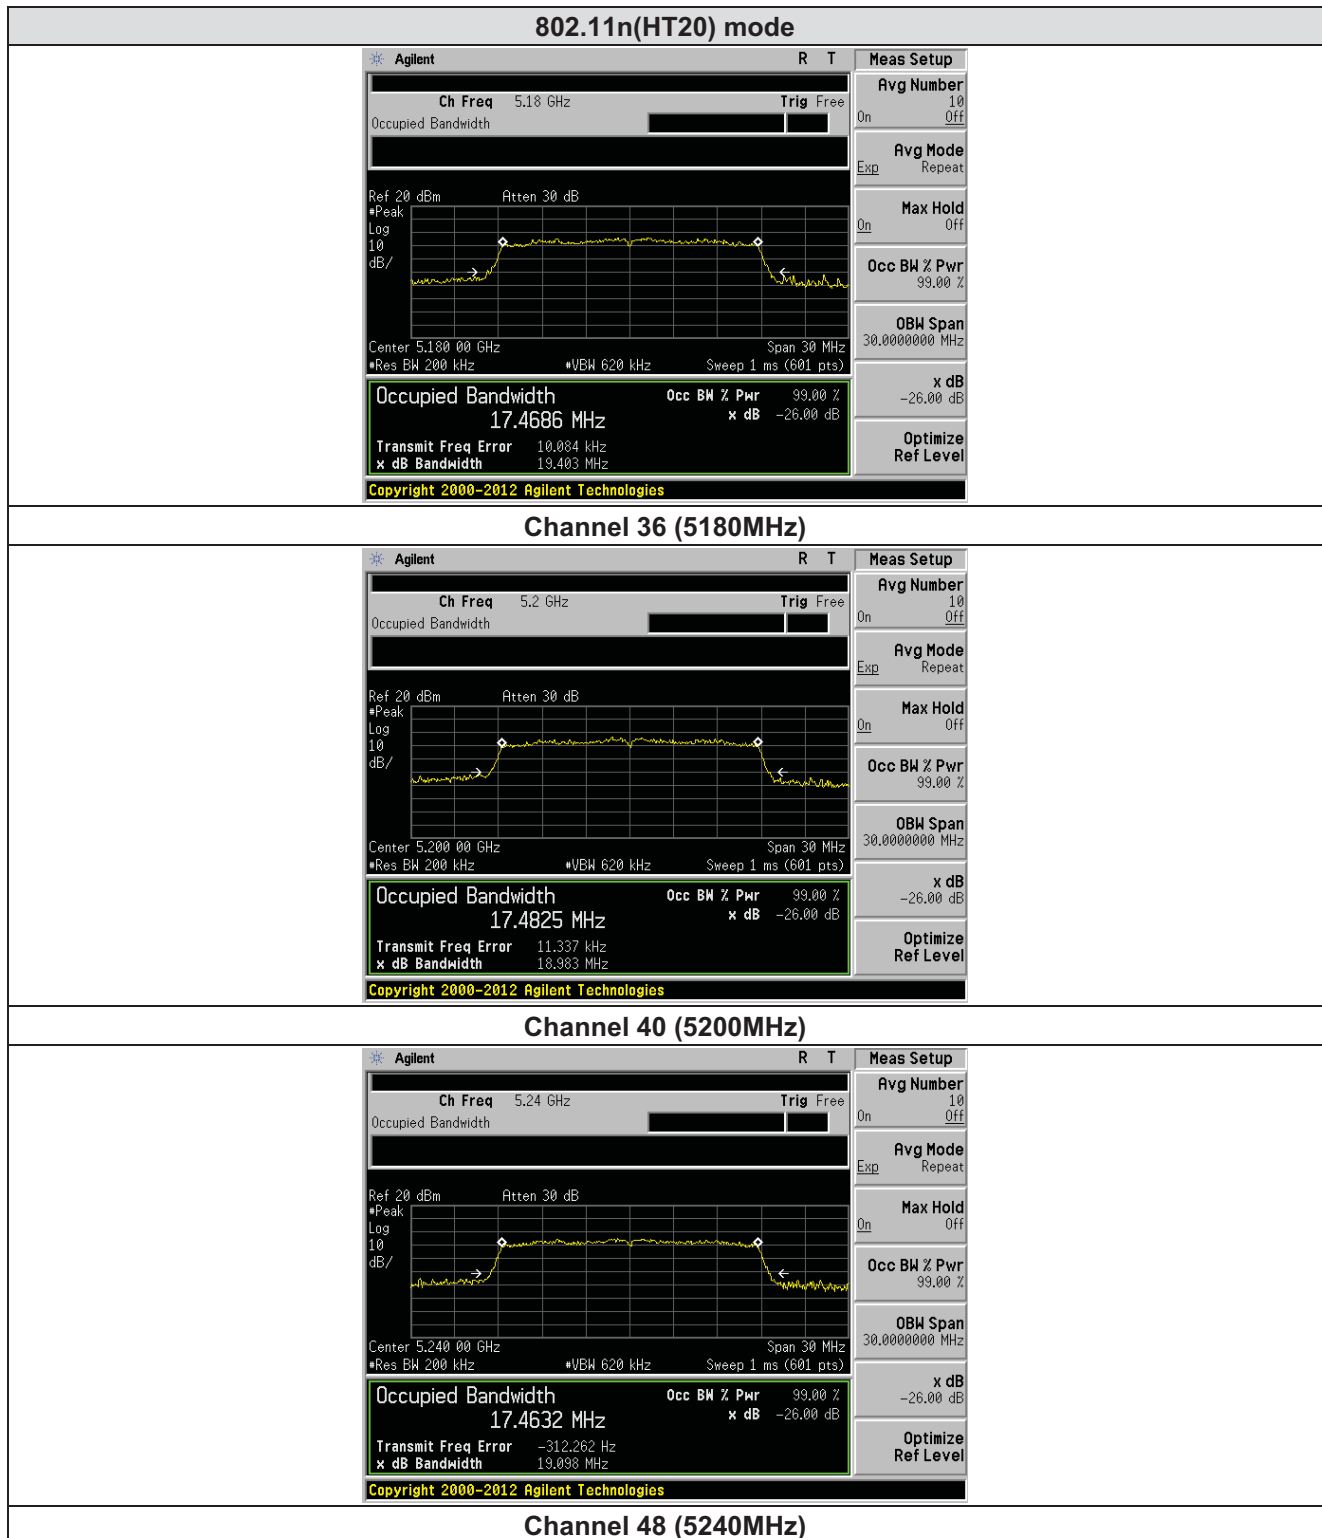 802.11n(HT20) mode
Agilent R T Meas Setup
Avg Number
10
On Off
Ch Freq 5.18 GHz Trig Free
Occupied Bandwidth
Avg Mode
Exp Repeat
Ref 20 dBm Atten 30 dB
#Peak
Log
10
dB/
Max Hold
On Off
Occ BW % Pwr
99.00 %
OBW Span
30.0000000 MHz
Center 5.180 00 GHz Span 30 MHz
#Res BW 200 kHz #VBW 620 kHz Sweep 1 ms (601 pts)
x dB
-26.00 dB
Occupied Bandwidth Occ BW % Pwr 99.00 %
17.4686 MHz x dB -26.00 dB
Transmit Freq Error 10.084 kHz
x dB Bandwidth 19.403 MHz
Optimize
Ref Level
Copyright 2000-2012 Agilent Technologies
Channel 36 (5180MHz)
Agilent R T Meas Setup
Avg Number
10
On Off
Ch Freq 5.2 GHz Trig Free
Occupied Bandwidth
Avg Mode
Exp Repeat
Ref 20 dBm Atten 30 dB
#Peak
Log
10
dB/
Max Hold
On Off
Occ BW % Pwr
99.00 %
OBW Span
30.0000000 MHz
Center 5.200 00 GHz Span 30 MHz
#Res BW 200 kHz #VBW 620 kHz Sweep 1 ms (601 pts)
x dB
-26.00 dB
Occupied Bandwidth Occ BW % Pwr 99.00 %
17.4825 MHz x dB -26.00 dB
Transmit Freq Error 11.337 kHz
x dB Bandwidth 18.983 MHz
Optimize
Ref Level
Copyright 2000-2012 Agilent Technologies
Channel 40 (5200MHz)
Agilent R T Meas Setup
Avg Number
10
On Off
Ch Freq 5.24 GHz Trig Free
Occupied Bandwidth
Avg Mode
Exp Repeat
Ref 20 dBm Atten 30 dB
#Peak
Log
10
dB/
Max Hold
On Off
Occ BW % Pwr
99.00 %
OBW Span
30.0000000 MHz
Center 5.240 00 GHz Span 30 MHz
#Res BW 200 kHz #VBW 620 kHz Sweep 1 ms (601 pts)
x dB
-26.00 dB
Occupied Bandwidth Occ BW % Pwr 99.00 %
17.4632 MHz x dB -26.00 dB
Transmit Freq Error -312.262 Hz
x dB Bandwidth 19.098 MHz
Optimize
Ref Level
Copyright 2000-2012 Agilent Technologies
Channel 48 (5240MHz)